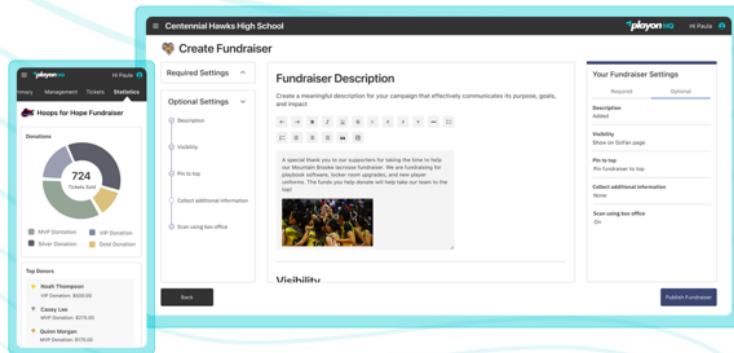 playon HQ
Hi Paula
mmary Management Tickets Statistics
Hoops for Hope Fundraiser
Donations
724
Tickets Sold
MVP Donation
VIP Donation
Silver Donation
Gold Donation
Top Donors
Noah Thompson
VIP Donation: $500.00
Casey Lee
MVP Donation: $275.00
Quinn Morgan
MVP Donation: $175.00
Centennial Hawks High School
playon HQ
Hi Paula
Create Fundraiser
Required Settings
Optional Settings
Description
Visibility
Pin to top
Collect additional information
Scan using box office
Fundraiser Description
Create a meaningful description for your campaign that effectively communicates its purpose, goals,
and impact
A special thank you to our supporters for taking the time to help
our Mountain Brooke lacrosse fundraiser. We are fundraising for
playbook software, locker room upgrades, and new player
uniforms. The funds you help donate will help take our team to the
top!
Visibility
Your Fundraiser Settings
Required Optional
Description
Added
Visibility
Show on GoFan page
Pin to top
Pin fundraiser to top
Collect additional information
None
Scan using box office
On
Back
Publish Fundraiser